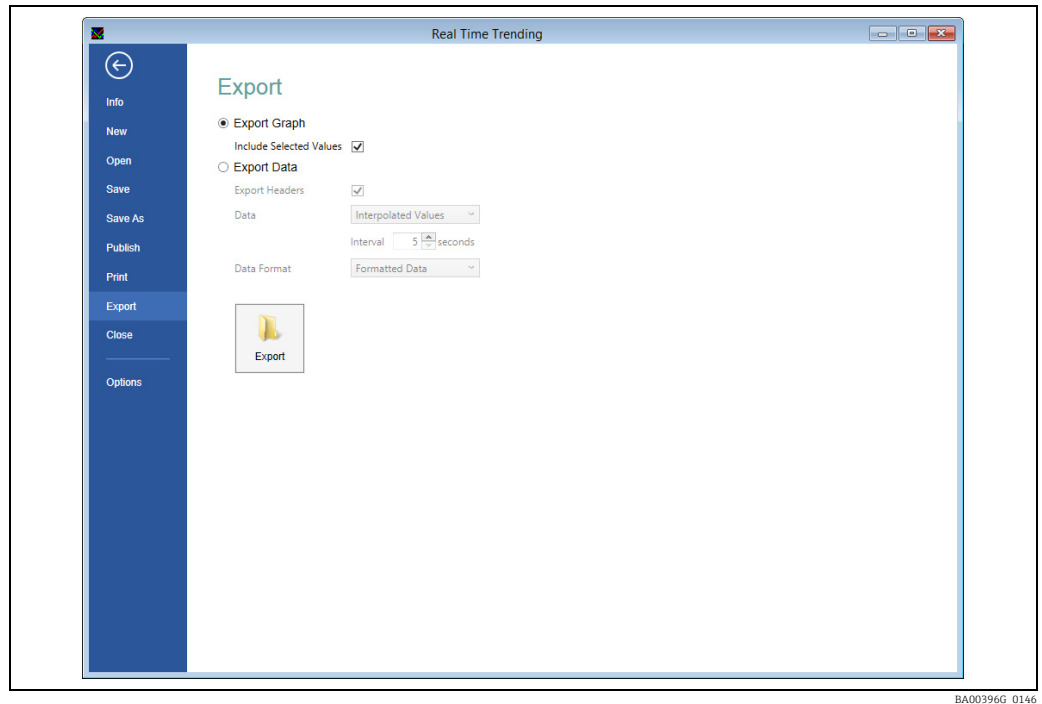 Real Time Trending
Info
New
Open
Save
Save As
Publish
Print
Export
Close
Options
Export
Export Graph
Include Selected Values
Export Data
Export Headers
Data Interpolated Values
Interval 5 seconds
Data Format Formatted Data
Export
BA00396G 0146